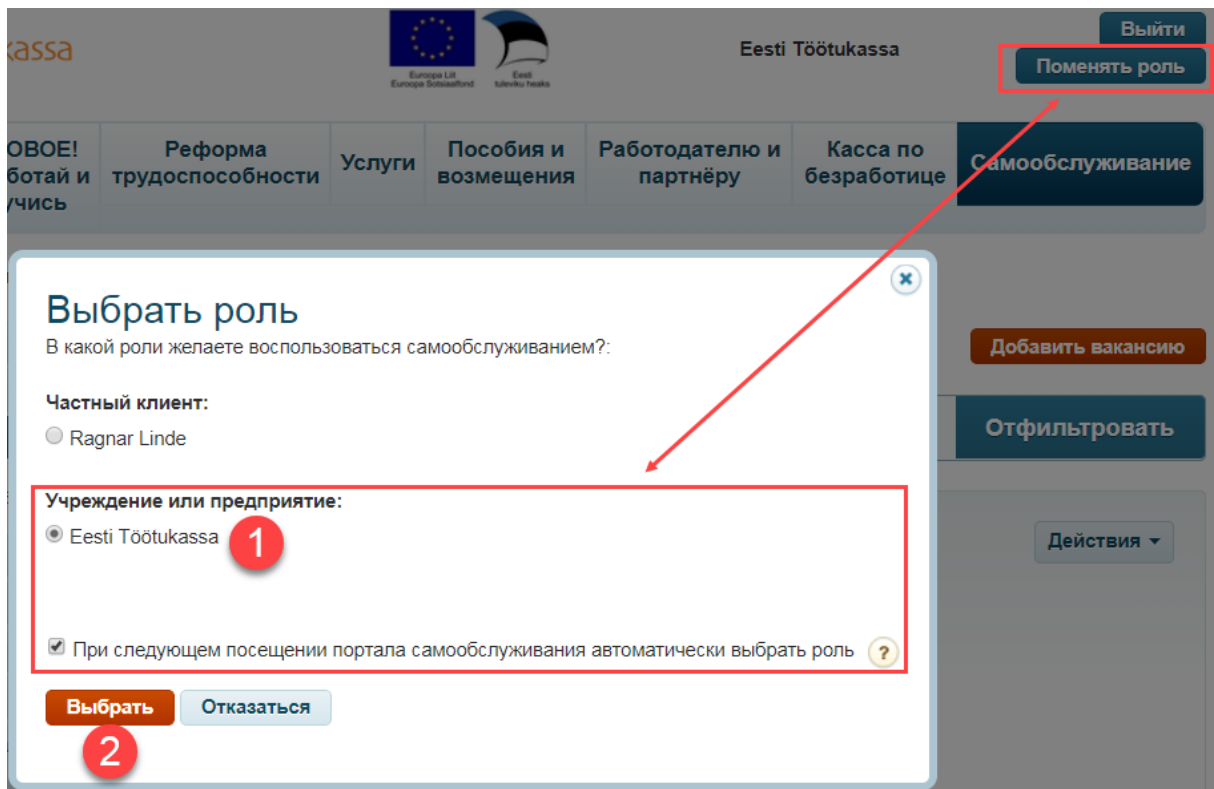 kassa
Euroopa Liit
Euroopa Sotsiaalfond
Eesti
tuleviku heaks
Eesti Töötukassa
Выйти
Поменять роль
ОВОЕ!
ботай и
учись
Реформа
трудоспособности
Услуги
Пособия и
возмещения
Работодателю и
партнёру
Касса по
безработице
Самообслуживание
Выбрать роль
В какой роли желаете воспользоваться самообслуживанием?:
Добавить вакансию
Частный клиент:
Ragnar Linde
Отфильтровать
Учреждение или предприятие:
Eesti Töötukassa
1
Действия
При следующем посещении портала самообслуживания автоматически выбрать роль ?
Выбрать
Отказаться
2